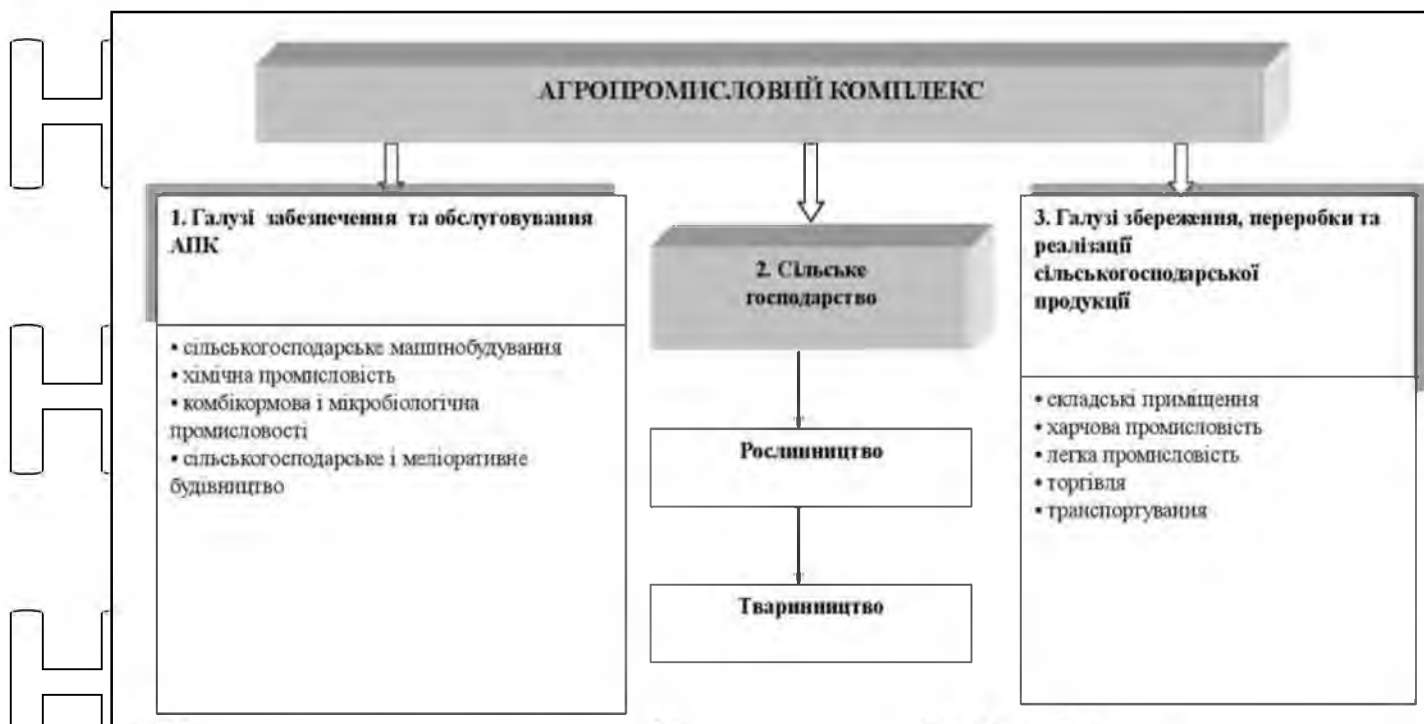 АГРОПРОМИСЛОВИЙ КОМПЛЕКС
1. Галузі забезпечення та обслуговування
АПК
• сільськогосподарське машинобудування
• хімічна промисловість
• комбікормова і мікробіологічна
промисловості
• сільськогосподарське і меліоративне
будівництво
2. Сільське
господарство
Рослинництво
Тваринництво
3. Галузі збереження, переробки та
реалізації
сільськогосподарської
продукції
• складські приміщення
• харчова промисловість
• легка промисловість
• торгівля
• транспортування